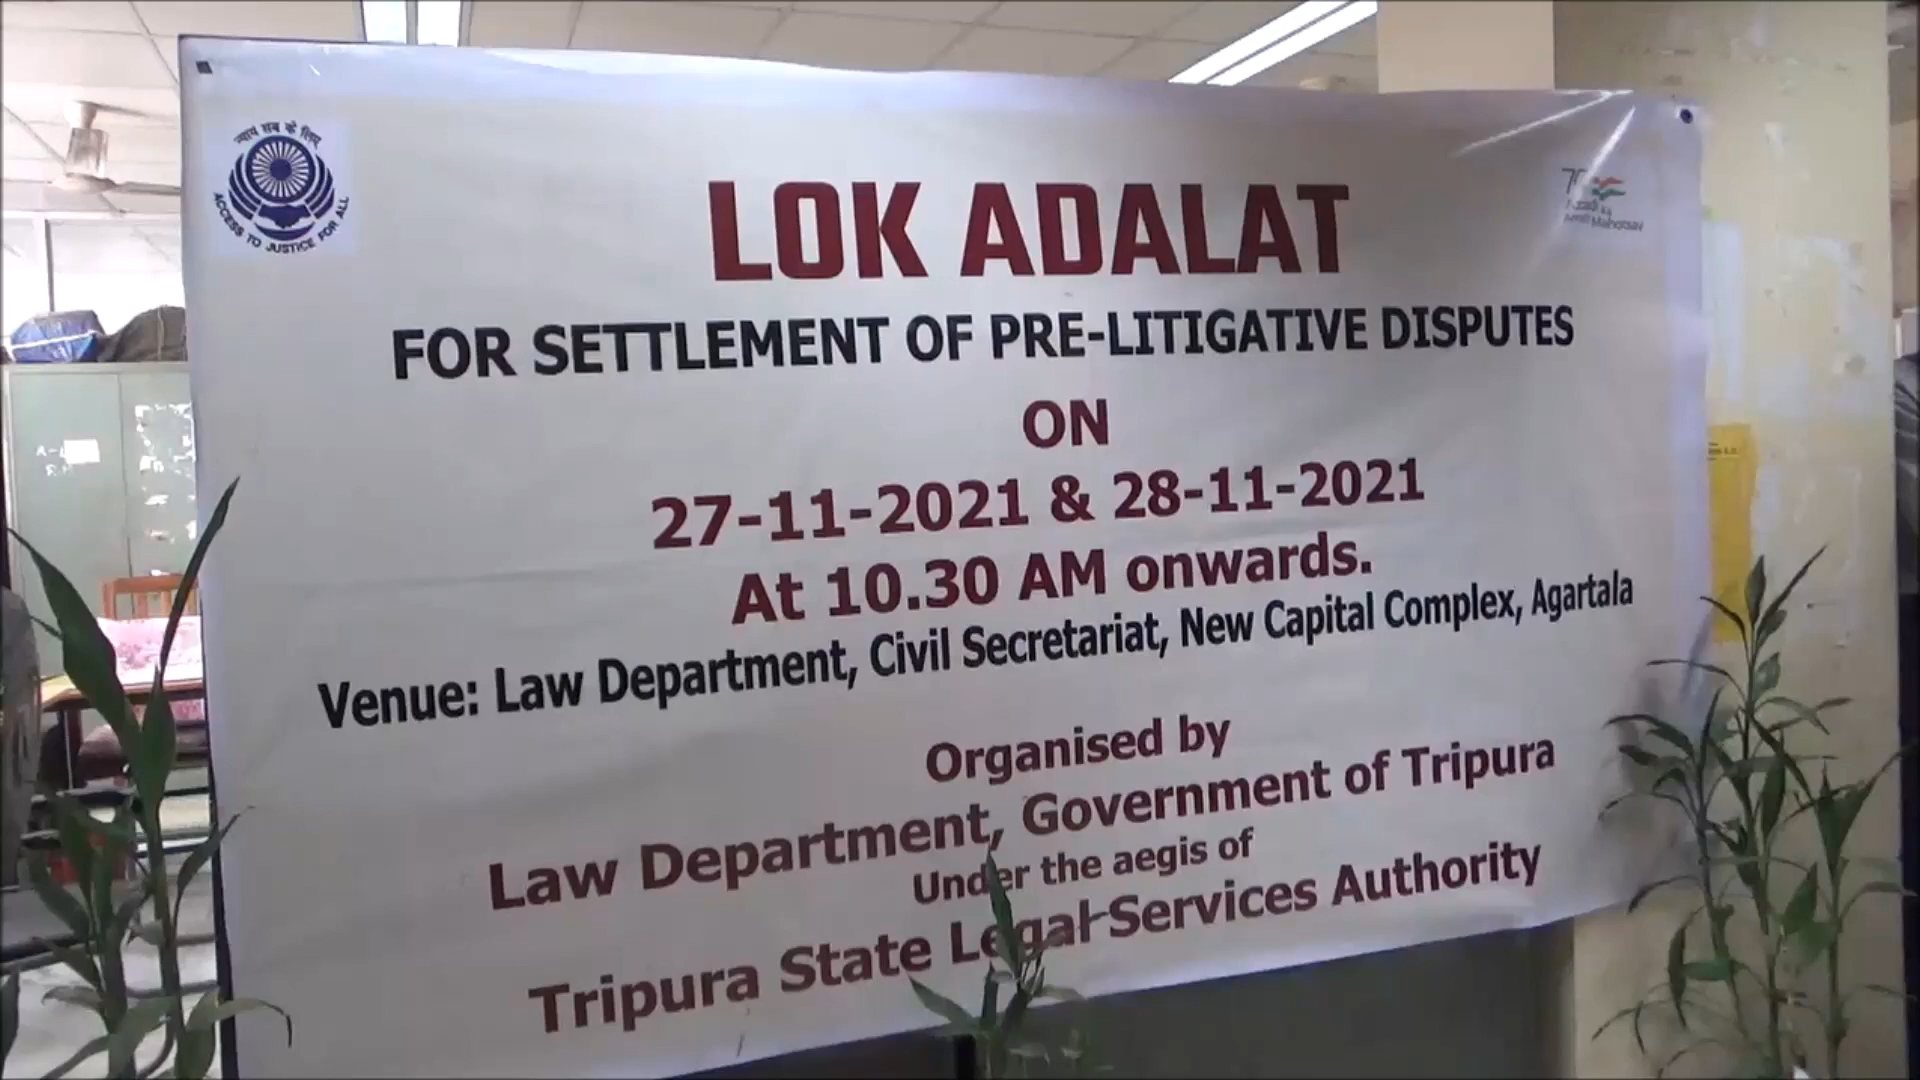 न्याय सब के लिए
ACCESS TO JUSTICE FOR ALL
LOK ADALAT
FOR SETTLEMENT OF PRE-LITIGATIVE DISPUTES
ON
27-11-2021 & 28-11-2021
At 10.30 AM onwards.
Venue: Law Department, Civil Secretariat, New Capital Complex, Agartala
Organised by
Law Department, Government of Tripura
Under the aegis of
Tripura State Legal Services Authority